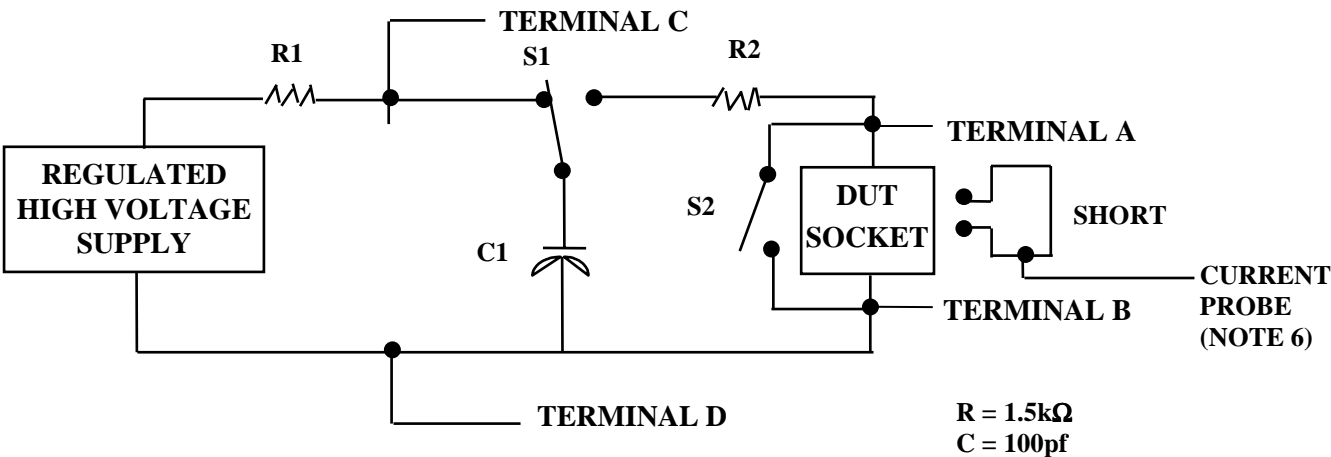 TERMINAL C
R1
S1
R2
TERMINAL A
REGULATED
HIGH VOLTAGE
SUPPLY
S2
DUT
SOCKET
SHORT
C1
CURRENT
PROBE
(NOTE 6)
TERMINAL B
TERMINAL D
R = 1.5kΩ
C = 100pf